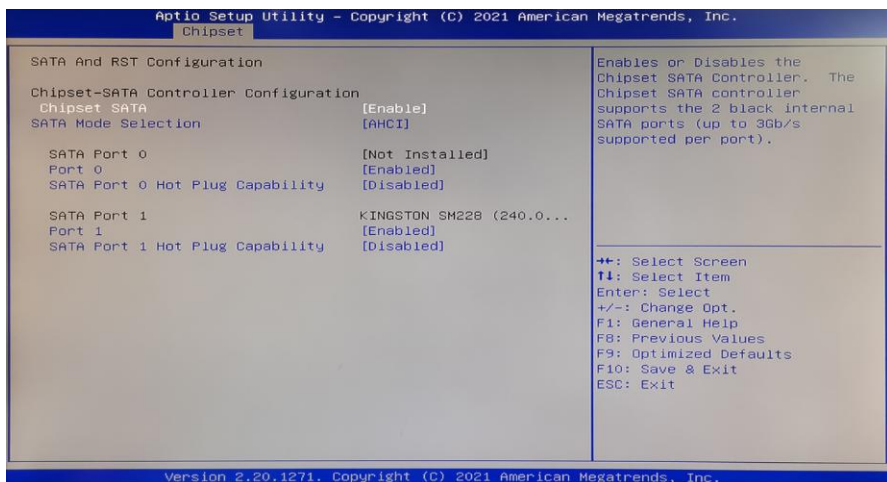 Aptio Setup Utility – Copyright (C) 2021 American Megatrends, Inc.
Chipset
SATA And RST Configuration
Chipset-SATA Controller Configuration
Chipset SATA [Enable]
SATA Mode Selection [AHCI]
SATA Port 0 [Not Installed]
Port 0 [Enabled]
SATA Port 0 Hot Plug Capability [Disabled]
SATA Port 1 KINGSTON SM228 (240.0...
Port 1 [Enabled]
SATA Port 1 Hot Plug Capability [Disabled]
Enables or Disables the
Chipset SATA Controller. The
Chipset SATA controller
supports the 2 black internal
SATA ports (up to 3Gb/s
supported per port).
→←: Select Screen
↑↓: Select Item
Enter: Select
+/-: Change Opt.
F1: General Help
F8: Previous Values
F9: Optimized Defaults
F10: Save & Exit
ESC: Exit
Version 2.20.1271. Copyright (C) 2021 American Megatrends, Inc.